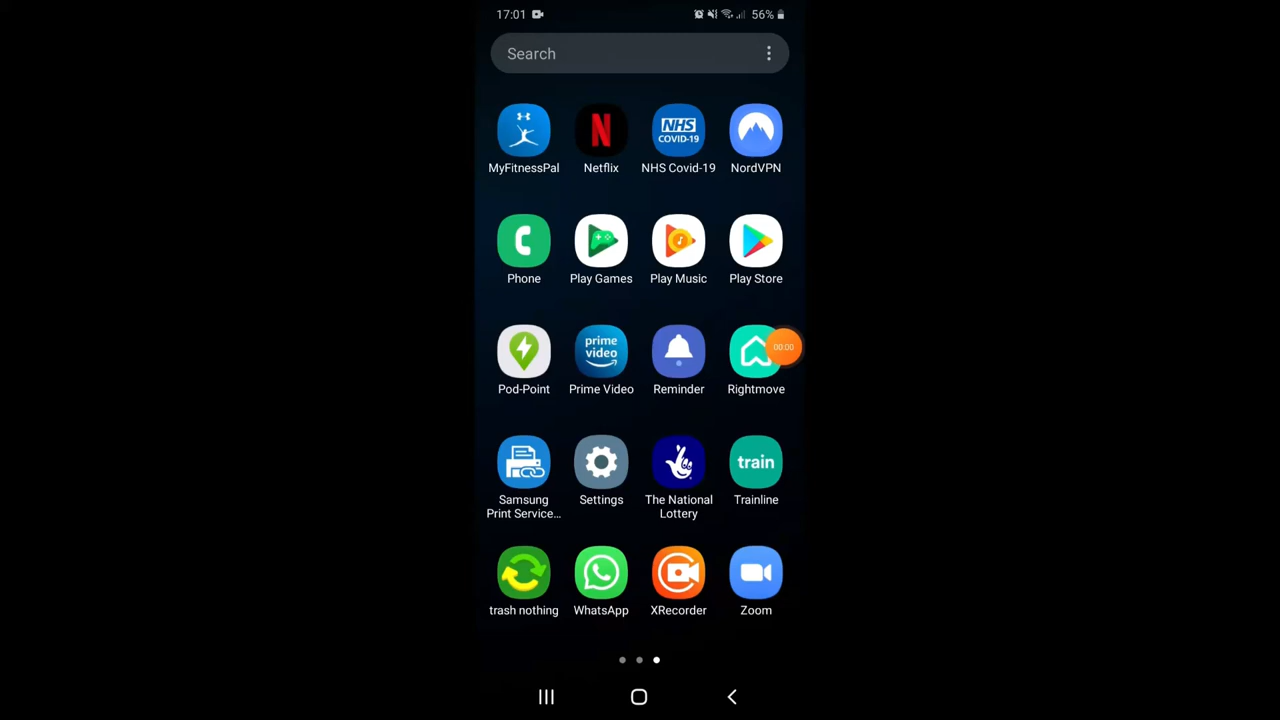 17:01
56%
Search
NHS
COVID-19
MyFitnessPal
Netflix
NHS Covid-19
NordVPN
Phone
Play Games
Play Music
Play Store
prime
video
00:00
Pod-Point
Prime Video
Reminder
Rightmove
train
Samsung
Print Service...
Settings
The National
Lottery
Trainline
trash nothing
WhatsApp
XRecorder
Zoom